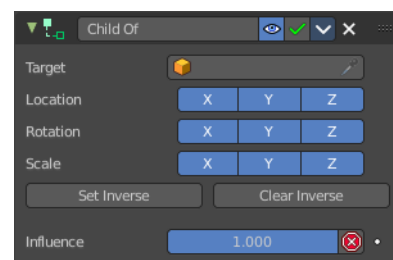 Child Of
Target
Location X Y Z
Rotation X Y Z
Scale X Y Z
Set Inverse Clear Inverse
Influence 1.000